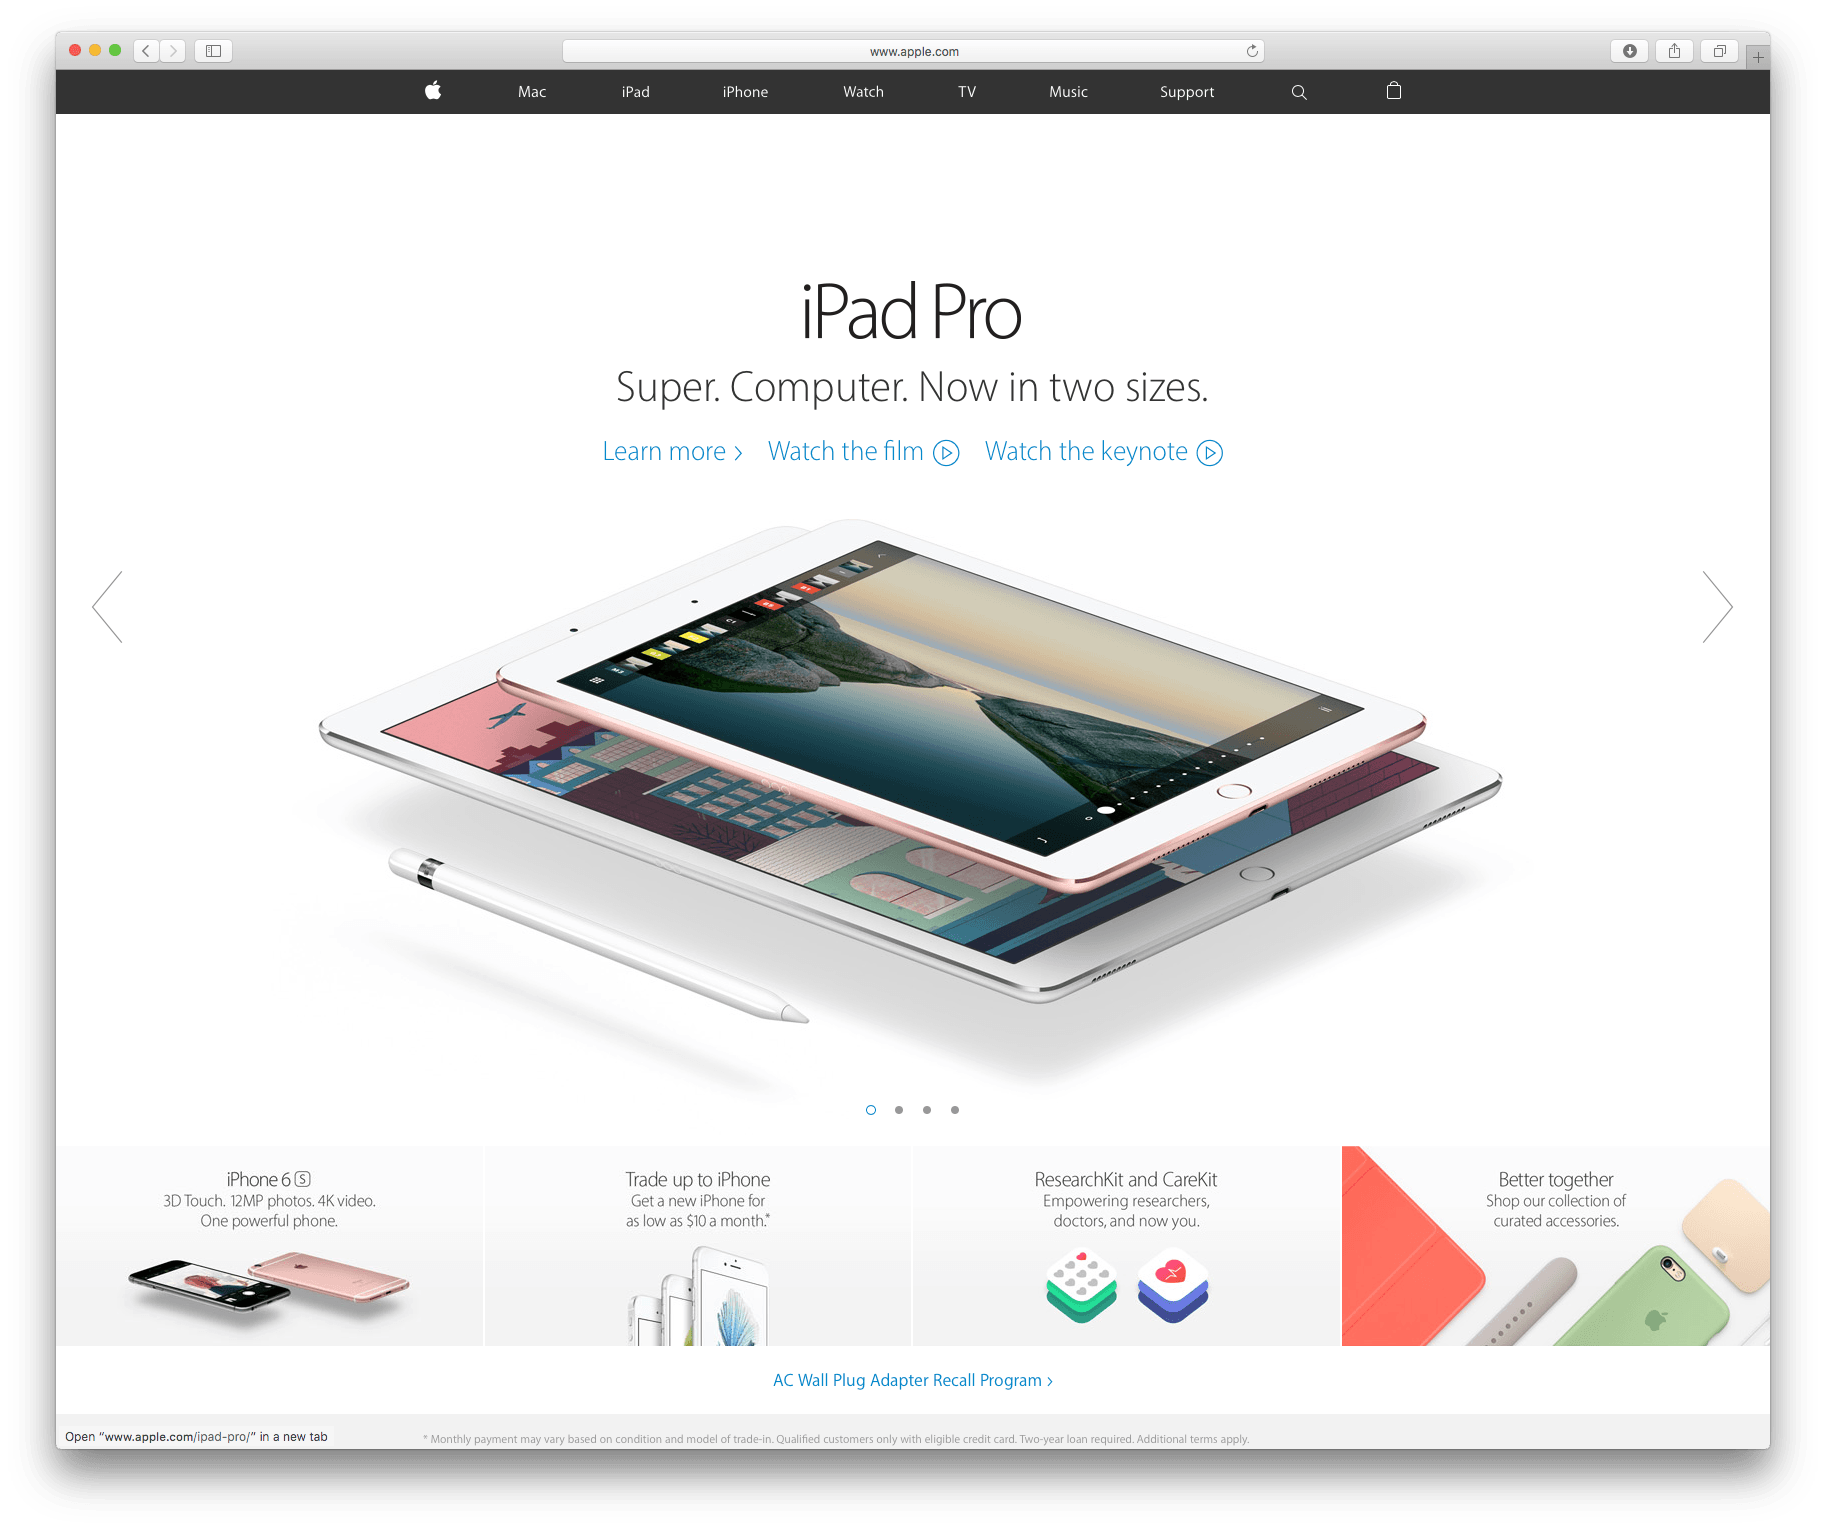 www.apple.com
Mac iPad iPhone Watch TV Music Support
iPad Pro
Super. Computer. Now in two sizes.
Learn more > Watch the film Watch the keynote
iPhone 6 S
3D Touch. 12MP photos. 4K video.
One powerful phone.
Trade up to iPhone
Get a new iPhone for
as low as $10 a month.*
ResearchKit and CareKit
Empowering researchers,
doctors, and now you.
Better together
Shop our collection of
curated accessories.
AC Wall Plug Adapter Recall Program >
Open “www.apple.com/ipad-pro/” in a new tab
* Monthly payment may vary based on condition and model of trade-in. Qualified customers only with eligible credit card. Two-year loan required. Additional terms apply.